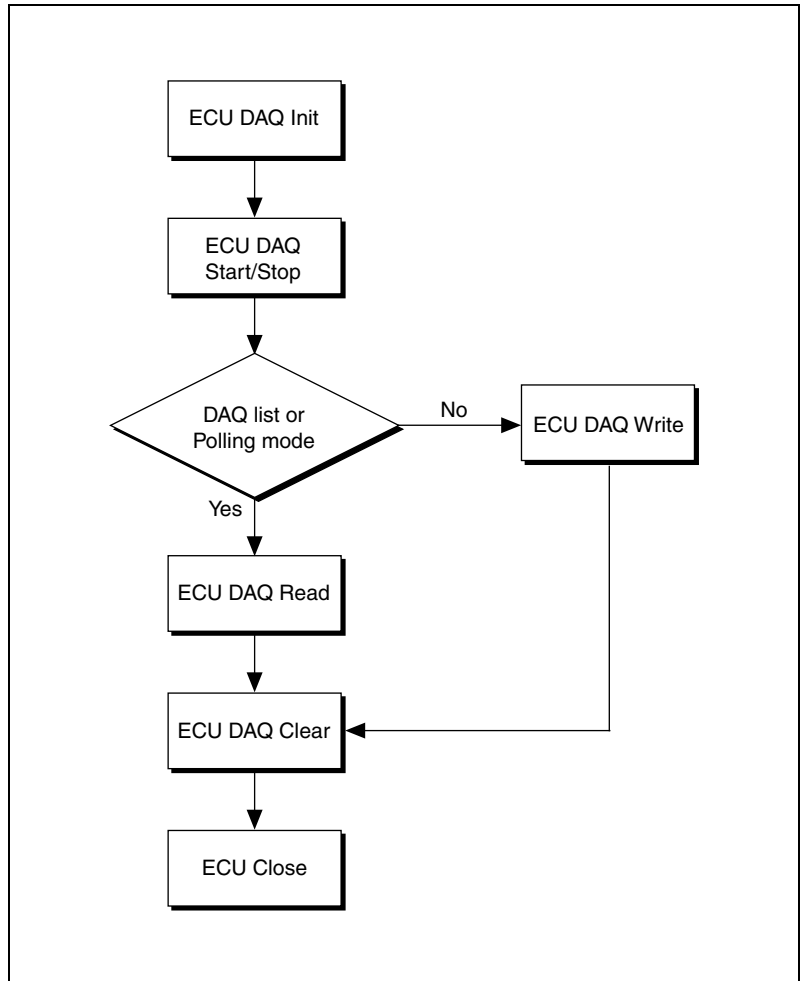 ECU DAQ Init
ECU DAQ
Start/Stop
DAQ list or
Polling mode
No
ECU DAQ Write
Yes
ECU DAQ Read
ECU DAQ Clear
ECU Close